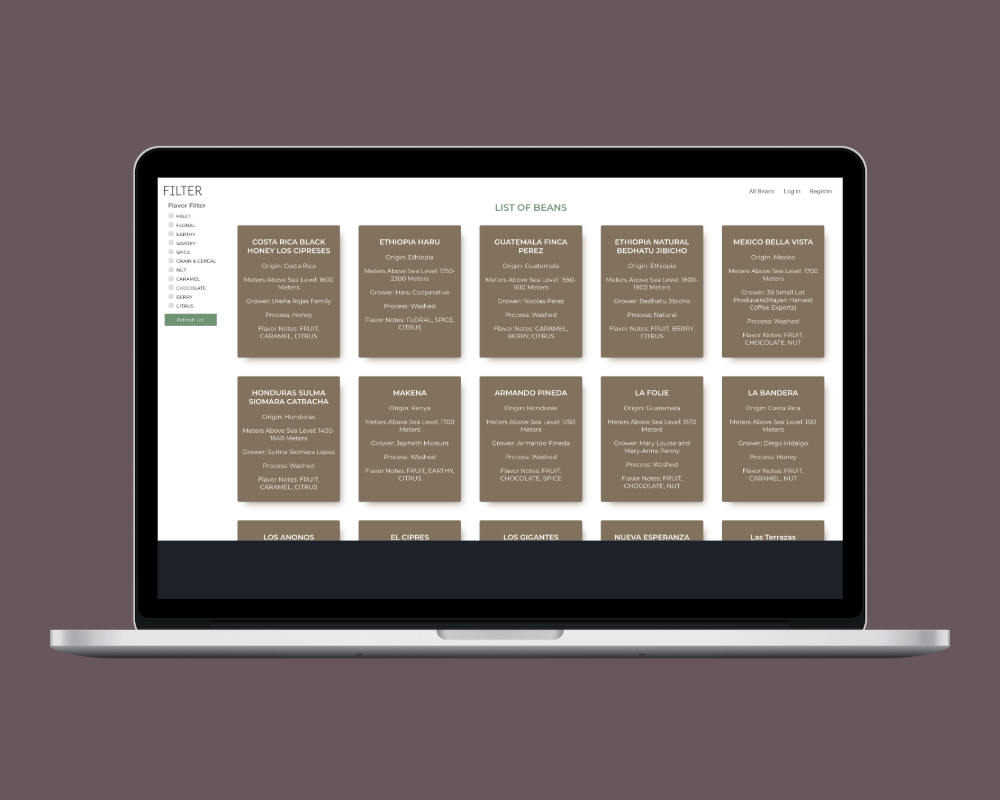 FILTER
All Beans Log in Register
Flavor Filter
FRUIT
FLORAL
EARTHY
SAVORY
SPICE
GRAIN & CEREAL
NUT
CARAMEL
CHOCOLATE
BERRY
CITRUS
Refresh List
LIST OF BEANS
COSTA RICA BLACK
HONEY LOS CIPRESES
Origin: Costa Rica
Meters Above Sea Level: 1600
Meters
Grower: Ureña Rojas Family
Process: Honey
Flavor Notes: FRUIT,
CARAMEL, CITRUS
ETHIOPIA HARU
Origin: Ethiopia
Meters Above Sea Level: 1750-
2300 Meters
Grower: Haru Cooperative
Process: Washed
Flavor Notes: FLORAL, SPICE,
CITRUS
GUATEMALA FINCA
PEREZ
Origin: Guatemala
Meters Above Sea Level: 1550-
1610 Meters
Grower: Nicolas Perez
Process: Washed
Flavor Notes: CARAMEL,
BERRY, CITRUS
ETHIOPIA NATURAL
BEDHATU JIBICHO
Origin: Ethiopia
Meters Above Sea Level: 1800-
1900 Meters
Grower: Bedhatu Jibicho
Process: Natural
Flavor Notes: FRUIT, BERRY,
CITRUS
MEXICO BELLA VISTA
Origin: Mexico
Meters Above Sea Level: 1700
Meters
Grower: 38 Small Lot
Producers(Mayan Harvest
Coffee Exports)
Process: Washed
Flavor Notes: FRUIT,
CHOCOLATE, NUT
HONDURAS SULMA
SIOMARA CATRACHA
Origin: Honduras
Meters Above Sea Level: 1400-
1640 Meters
Grower: Sulma Siomara Lopez
Process: Washed
Flavor Notes: FRUIT,
CARAMEL, CITRUS
MAKENA
Origin: Kenya
Meters Above Sea Level: 1700
Meters
Grower: Japheth Mwaura
Process: Washed
Flavor Notes: FRUIT, EARTHY,
CITRUS
ARMANDO PINEDA
Origin: Honduras
Meters Above Sea Level: 1250
Meters
Grower: Armando Pineda
Process: Washed
Flavor Notes: FRUIT,
CHOCOLATE, SPICE
LA FOLIE
Origin: Guatemala
Meters Above Sea Level: 1570
Meters
Grower: Mary Louise and
Mary-Anne Penny
Process: Washed
Flavor Notes: FRUIT,
CHOCOLATE, NUT
LA BANDERA
Origin: Costa Rica
Meters Above Sea Level: 1551
Meters
Grower: Diego Hidalgo
Process: Honey
Flavor Notes: FRUIT,
CARAMEL, NUT
LOS ANONOS
EL CIPRES
LOS GIGANTES
NUEVA ESPERANZA
Las Terrazas